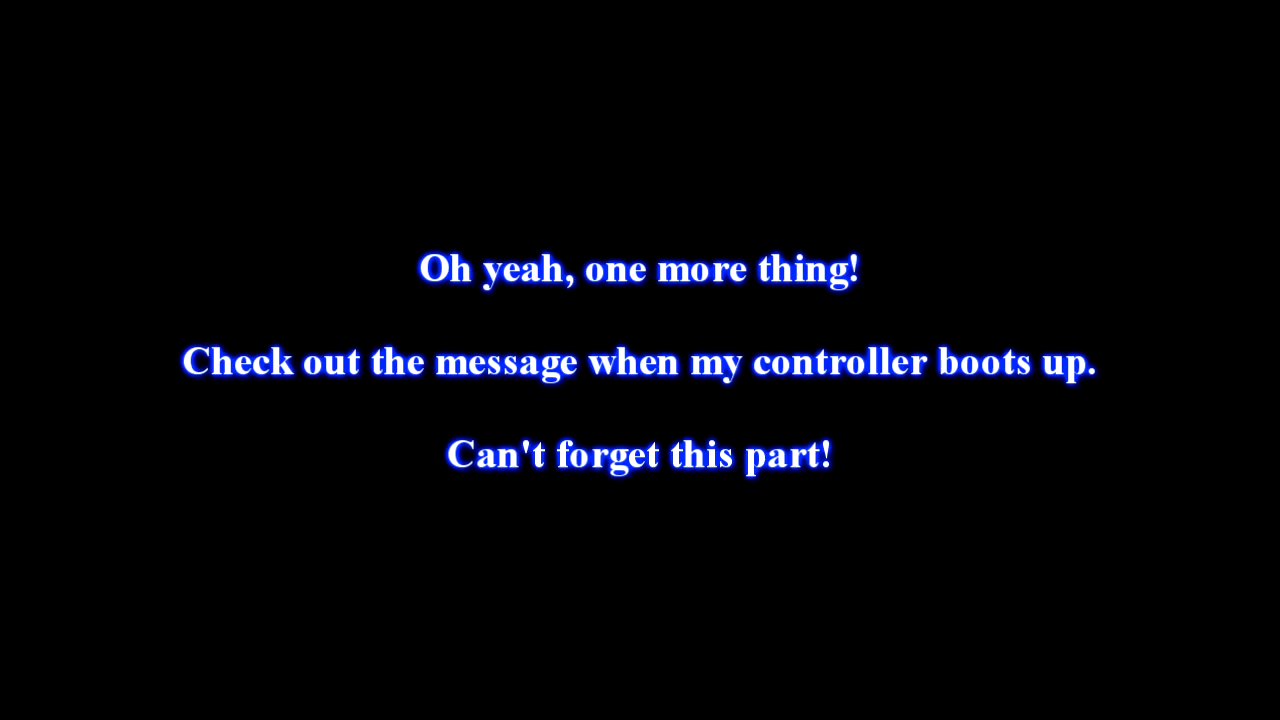 Oh yeah, one more thing!
Check out the message when my controller boots up.
Can't forget this part!